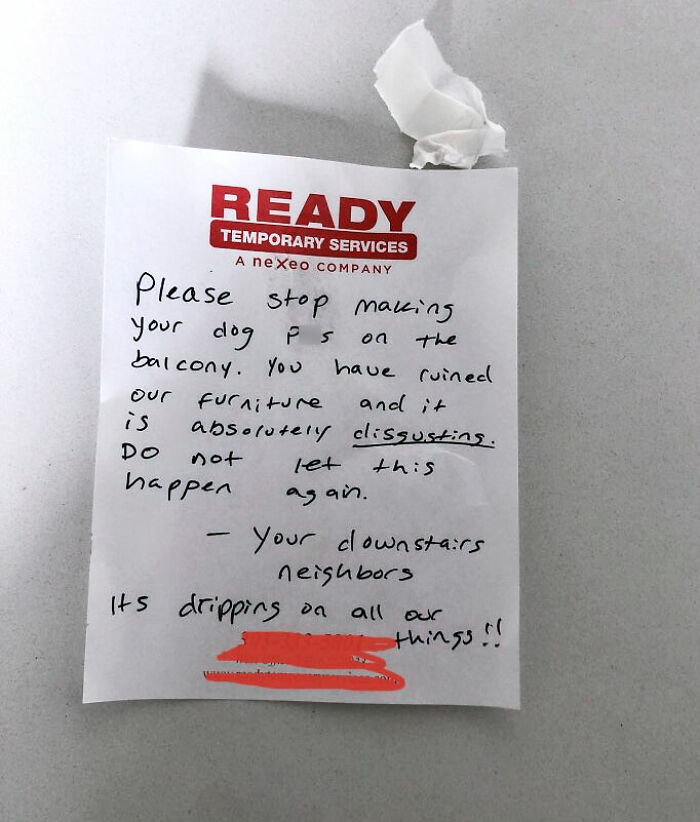 READY
TEMPORARY SERVICES
A nexeo COMPANY
Please stop making
your dog p s on the
balcony. You have ruined
our furniture and it
is absolutely disgusting.
Do not let this
happen again.
- Your downstairs
neighbors
Its dripping on all our
things!!